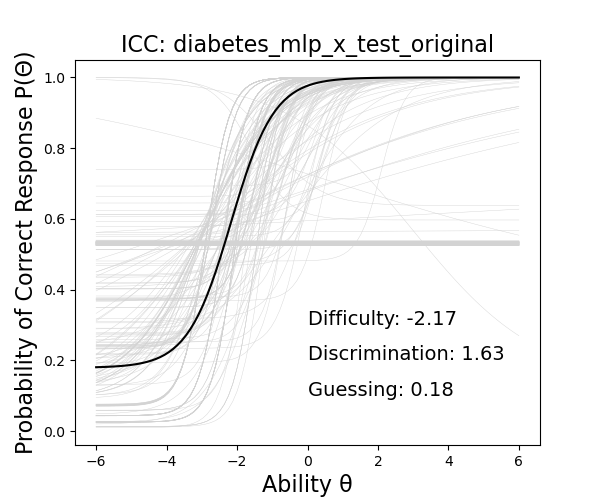 ICC: diabetes_mlp_x_test_original
Probability of Correct Response P(Θ)
1.0
0.8
0.6
0.4
0.2
0.0
Difficulty: -2.17
Discrimination: 1.63
Guessing: 0.18
−6 −4 −2 0 2 4 6
Ability θ